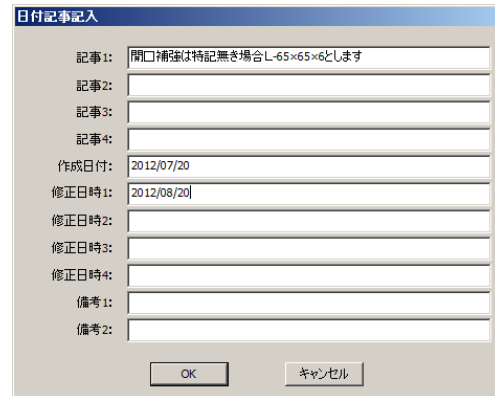 日付記事記入
記事1: 開口補強は特記無き場合L-65×65×6とします
記事2:
記事3:
記事4:
作成日付: 2012/07/20
修正日時1: 2012/08/20
修正日時2:
修正日時3:
修正日時4:
備考1:
備考2:
OK キャンセル